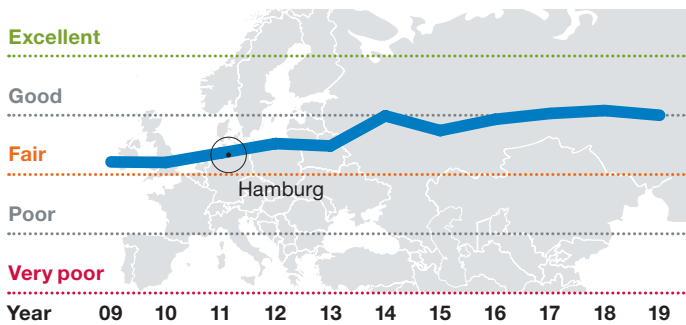 Excellent
Good
Fair
Hamburg
Poor
Very poor
Year 09 10 11 12 13 14 15 16 17 18 19